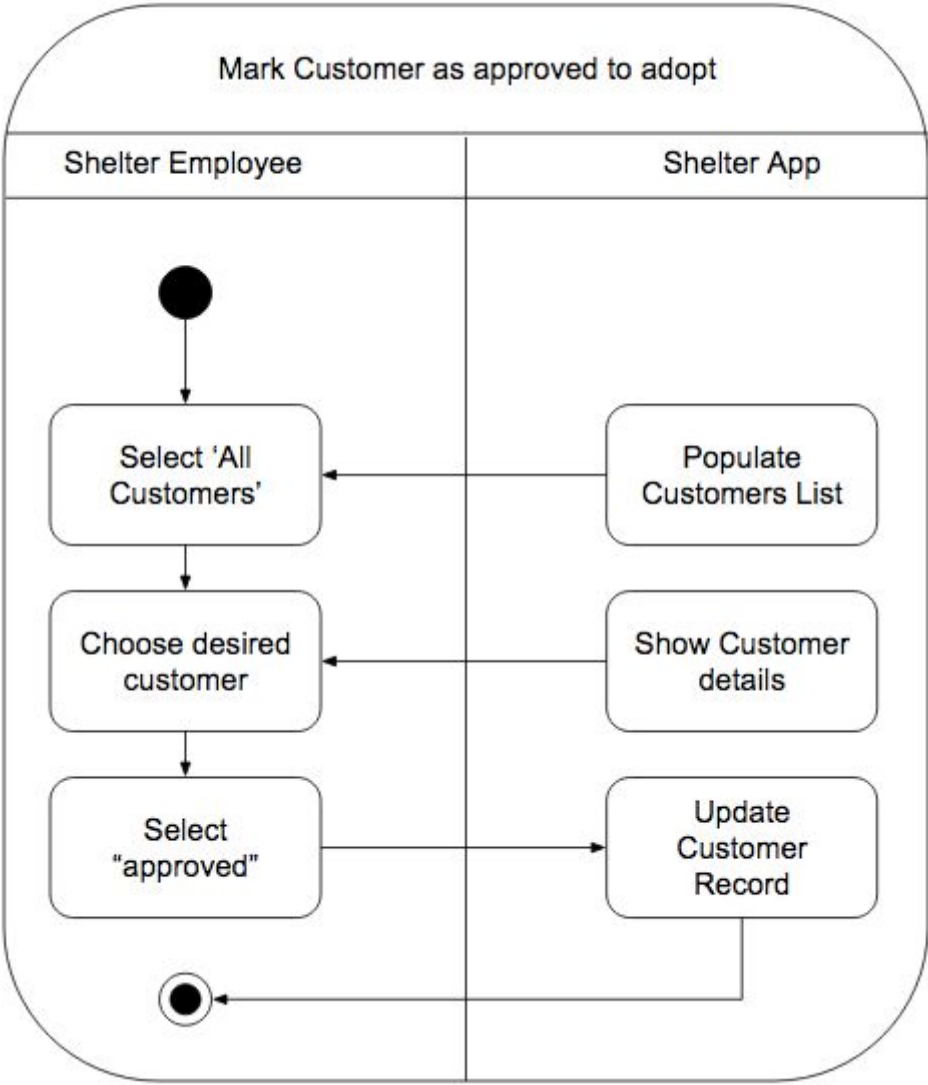 Mark Customer as approved to adopt
Shelter Employee
Shelter App
Select ‘All
Customers’
Populate
Customers List
Choose desired
customer
Show Customer
details
Select
“approved”
Update
Customer
Record